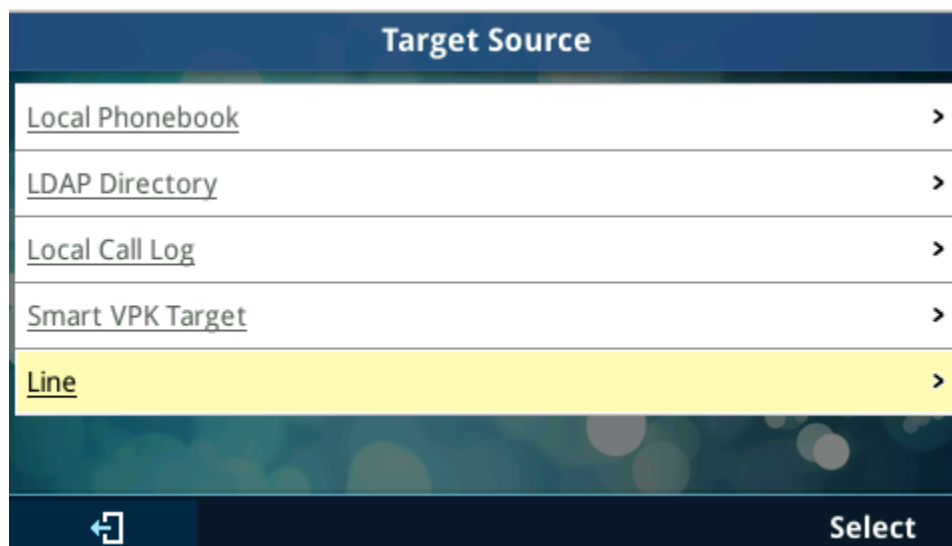 Target Source
Local Phonebook
LDAP Directory
Local Call Log
Smart VPK Target
Line
Select